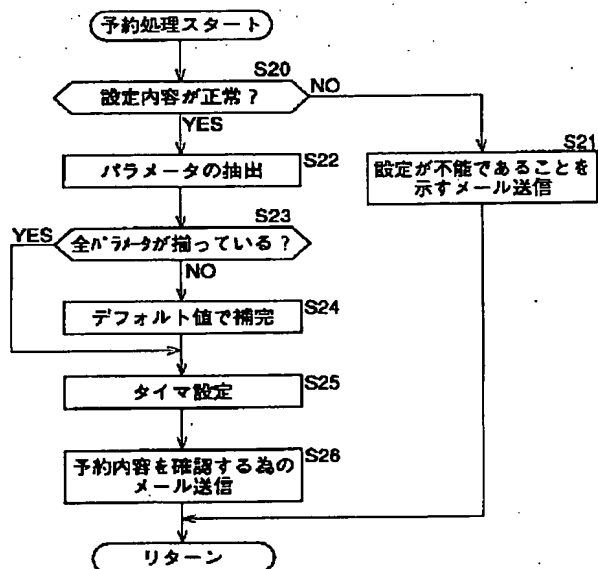 予約処理スタート
S20
設定内容が正常?
NO
YES
S21
設定が不能であることを
示すメール送信
パラメータの抽出
S22
S23
YES
全パラメータが揃っている?
NO
デフォルト値で補完
S24
タイマ設定
S25
予約内容を確認する為の
メール送信
S26
リターン